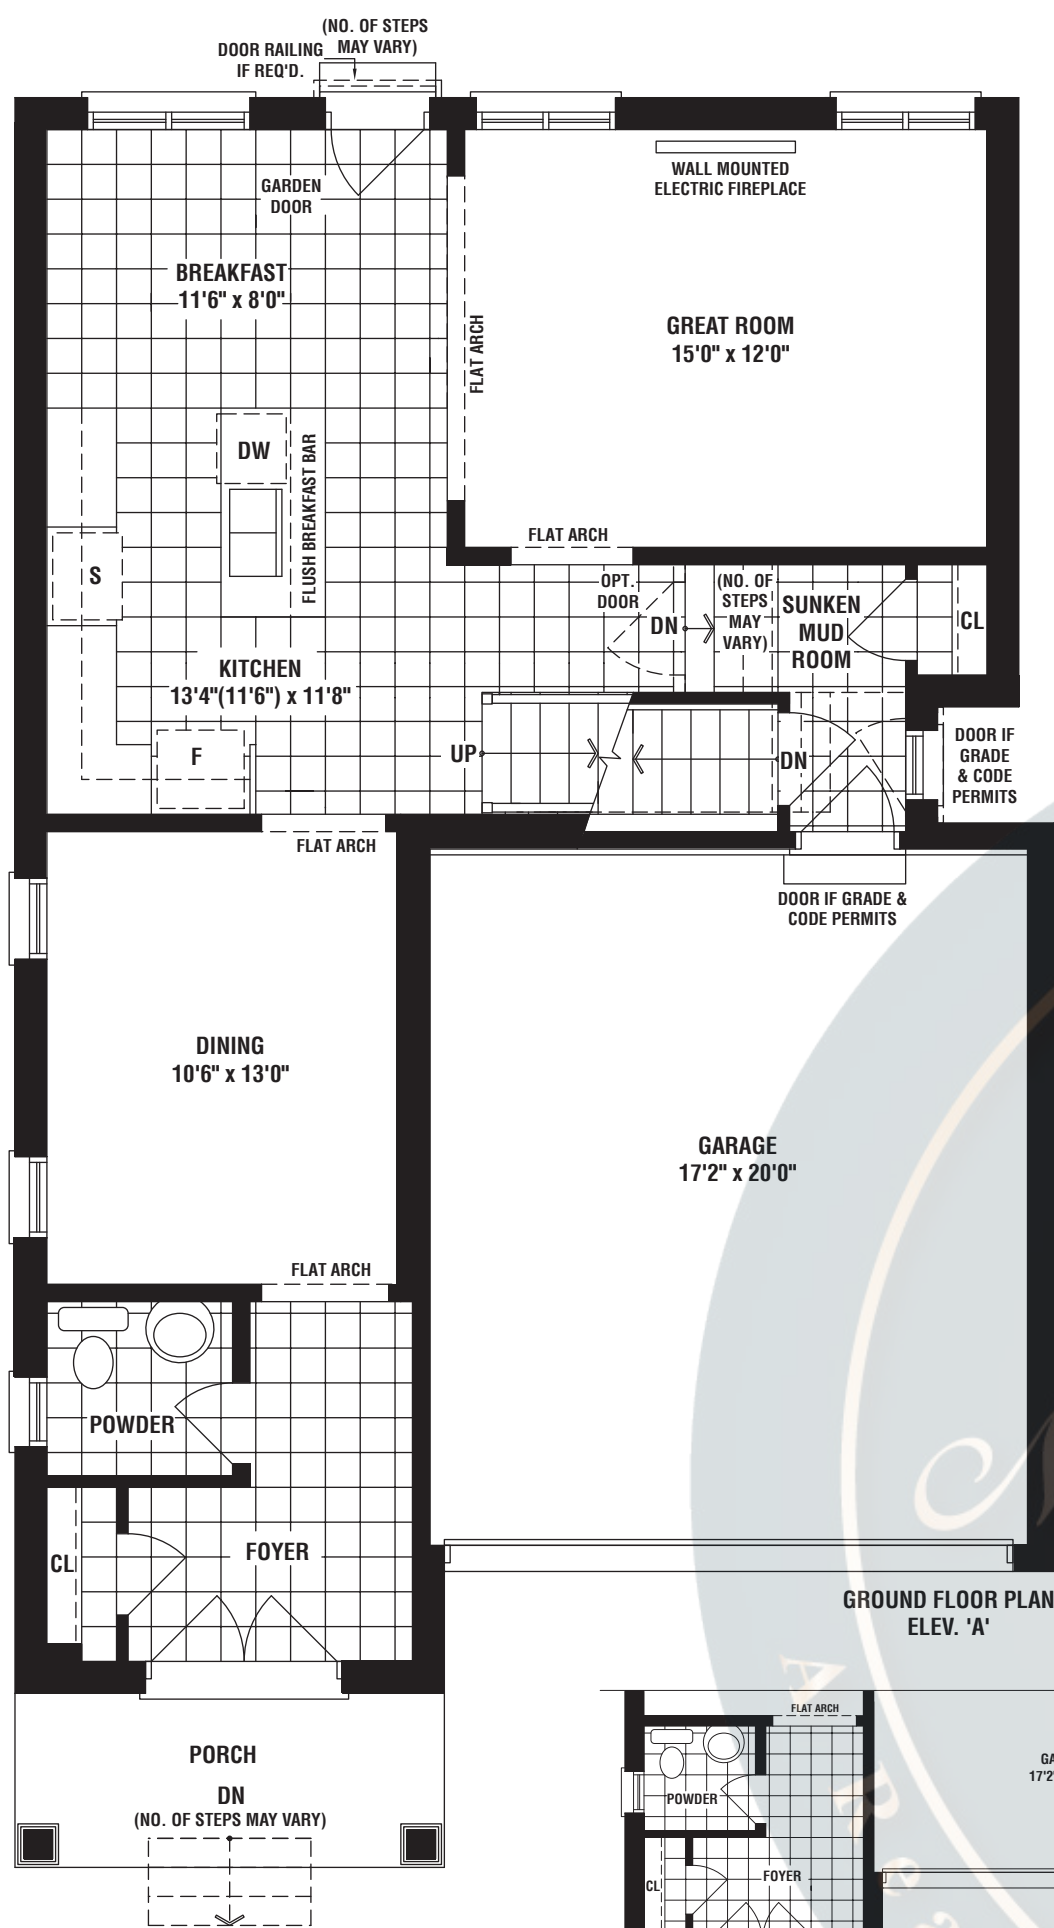 (NO. OF STEPS
MAY VARY)
DOOR RAILING
IF REQ'D.
GARDEN
DOOR
WALL MOUNTED
ELECTRIC FIREPLACE
BREAKFAST
11'6" x 8'0"
GREAT ROOM
15'0" x 12'0"
FLAT ARCH
DW
FLUSH BREAKFAST BAR
S
FLAT ARCH
OPT.
DOOR
DN
(NO. OF
STEPS
MAY
VARY)
SUNKEN
MUD
ROOM
CL
KITCHEN
13'4"(11'6") x 11'8"
F
UP
DN
DOOR IF
GRADE
& CODE
PERMITS
FLAT ARCH
DOOR IF GRADE &
CODE PERMITS
DINING
10'6" x 13'0"
GARAGE
17'2" x 20'0"
FLAT ARCH
POWDER
CL
FOYER
GROUND FLOOR PLAN
ELEV. 'A'
PORCH
DN
(NO. OF STEPS MAY VARY)
FLAT ARCH
POWDER
GA
17'2"
CL
FOYER
A Re